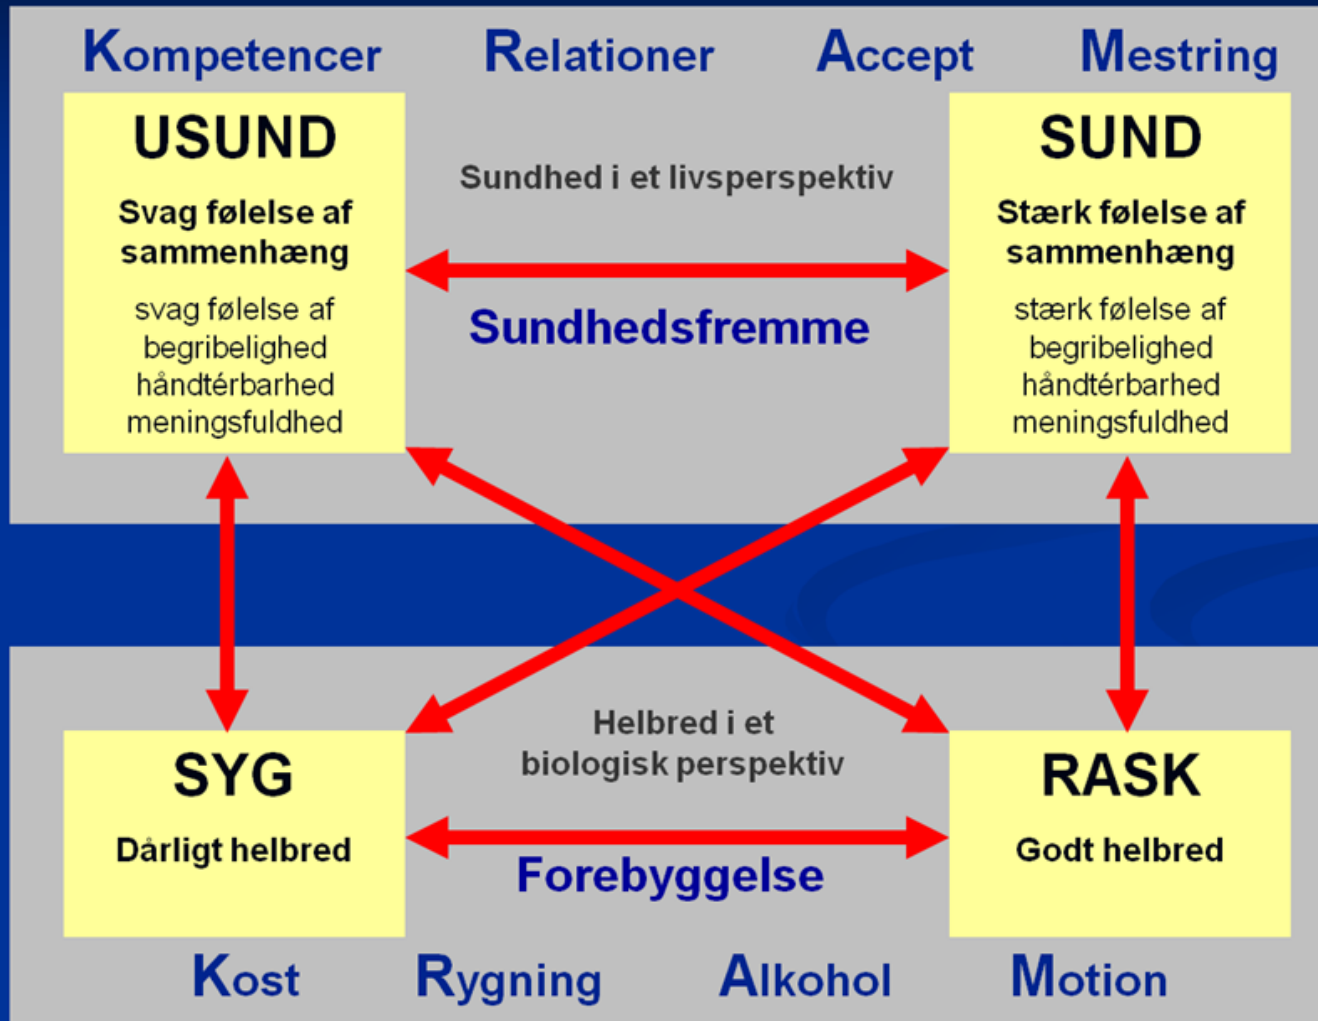 Kompetencer Relationer Accept Mestring
USUND
Svag følelse af
sammenhæng
svag følelse af
begribelighed
håndtérbarhed
meningsfuldhed
Sundhed i et livsperspektiv
Sundhedsfremme
SUND
Stærk følelse af
sammenhæng
stærk følelse af
begribelighed
håndtérbarhed
meningsfuldhed
SYG
Dårligt helbred
Helbred i et
biologisk perspektiv
Forebyggelse
RASK
Godt helbred
Kost Rygning Alkohol Motion